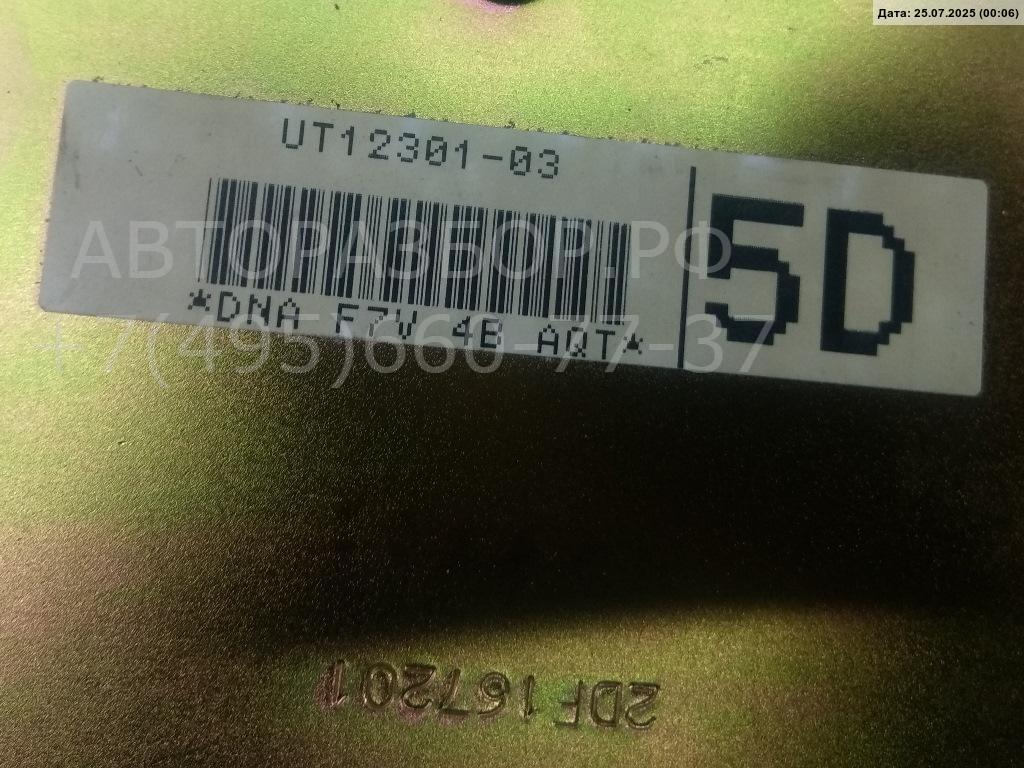 Дата: 25.07.2025 (00:06)
UT12301-03
5D
АВТОРАЗБОР.РФ
*DNA F7W 4B AQT*
+7(495)660-77-37
2DF167201